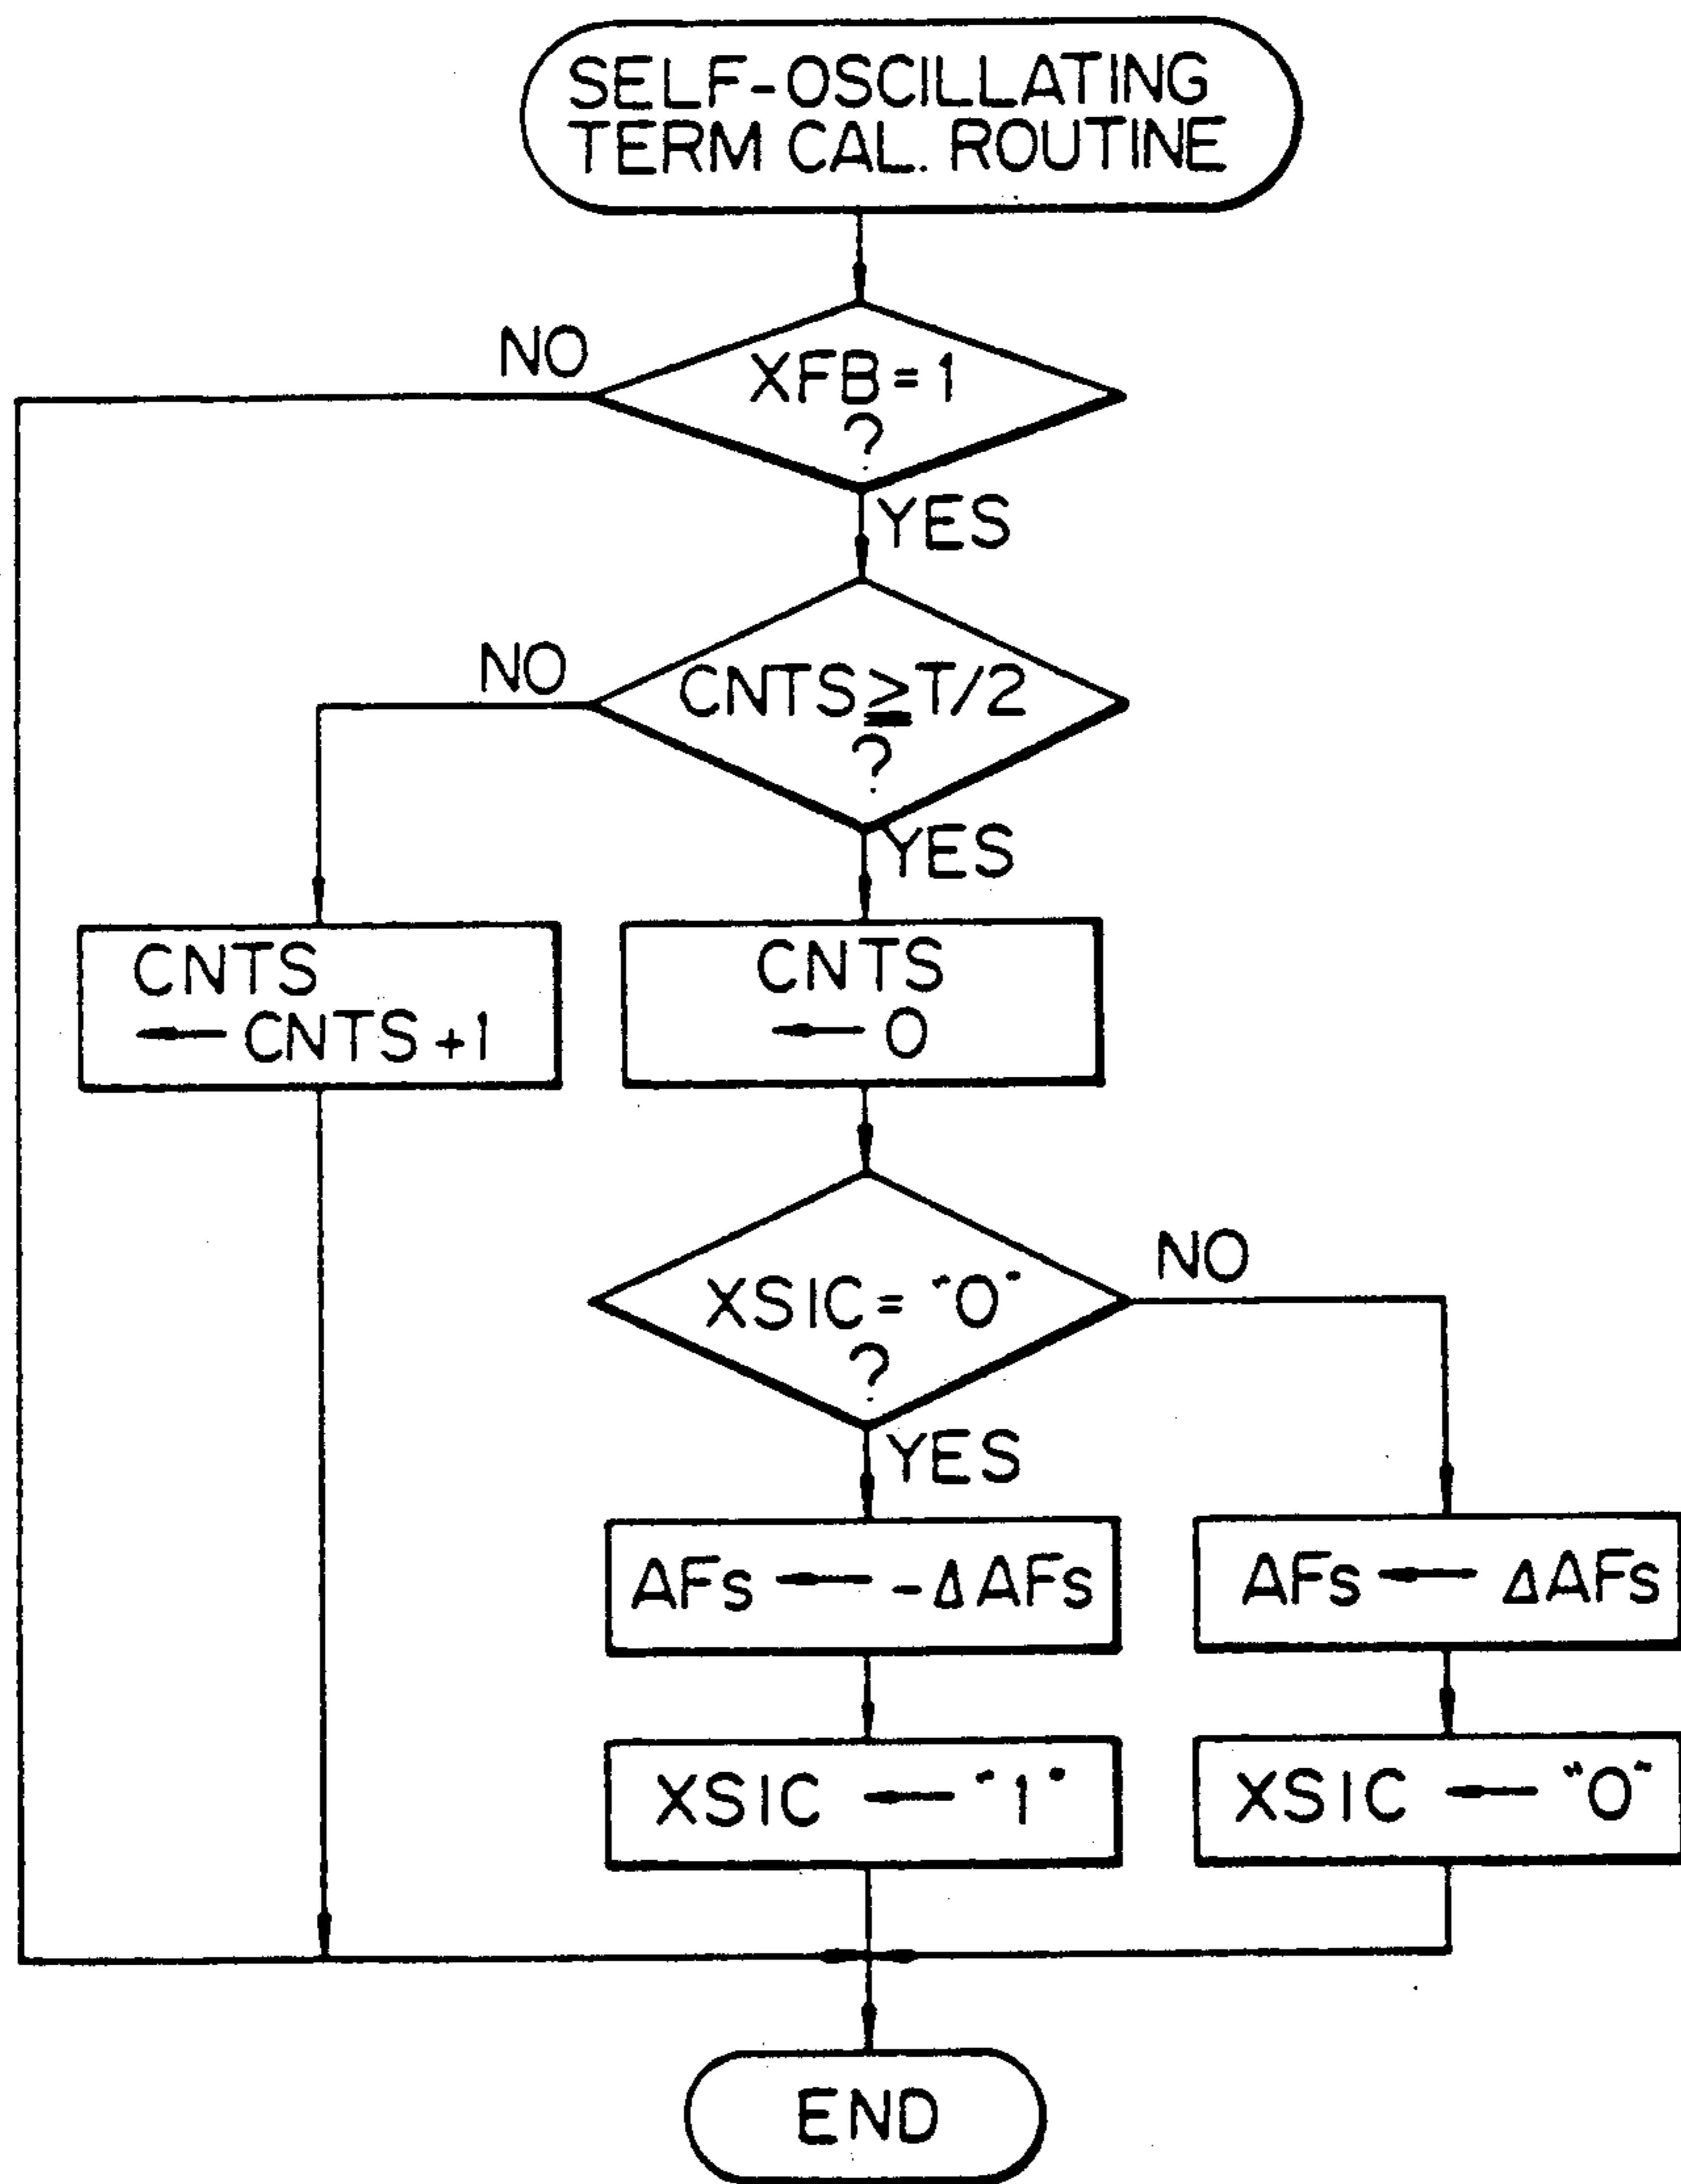 SELF-OSCILLATING
TERM CAL. ROUTINE
NO
XFB=1
?
YES
NO
CNTS≧T/2
?
YES
CNTS
← CNTS+1
CNTS
← 0
XSIC= "0"
?
NO
YES
AFs ← -ΔAFs
AFs ← ΔAFs
XSIC ← "1"
XSIC ← "0"
END